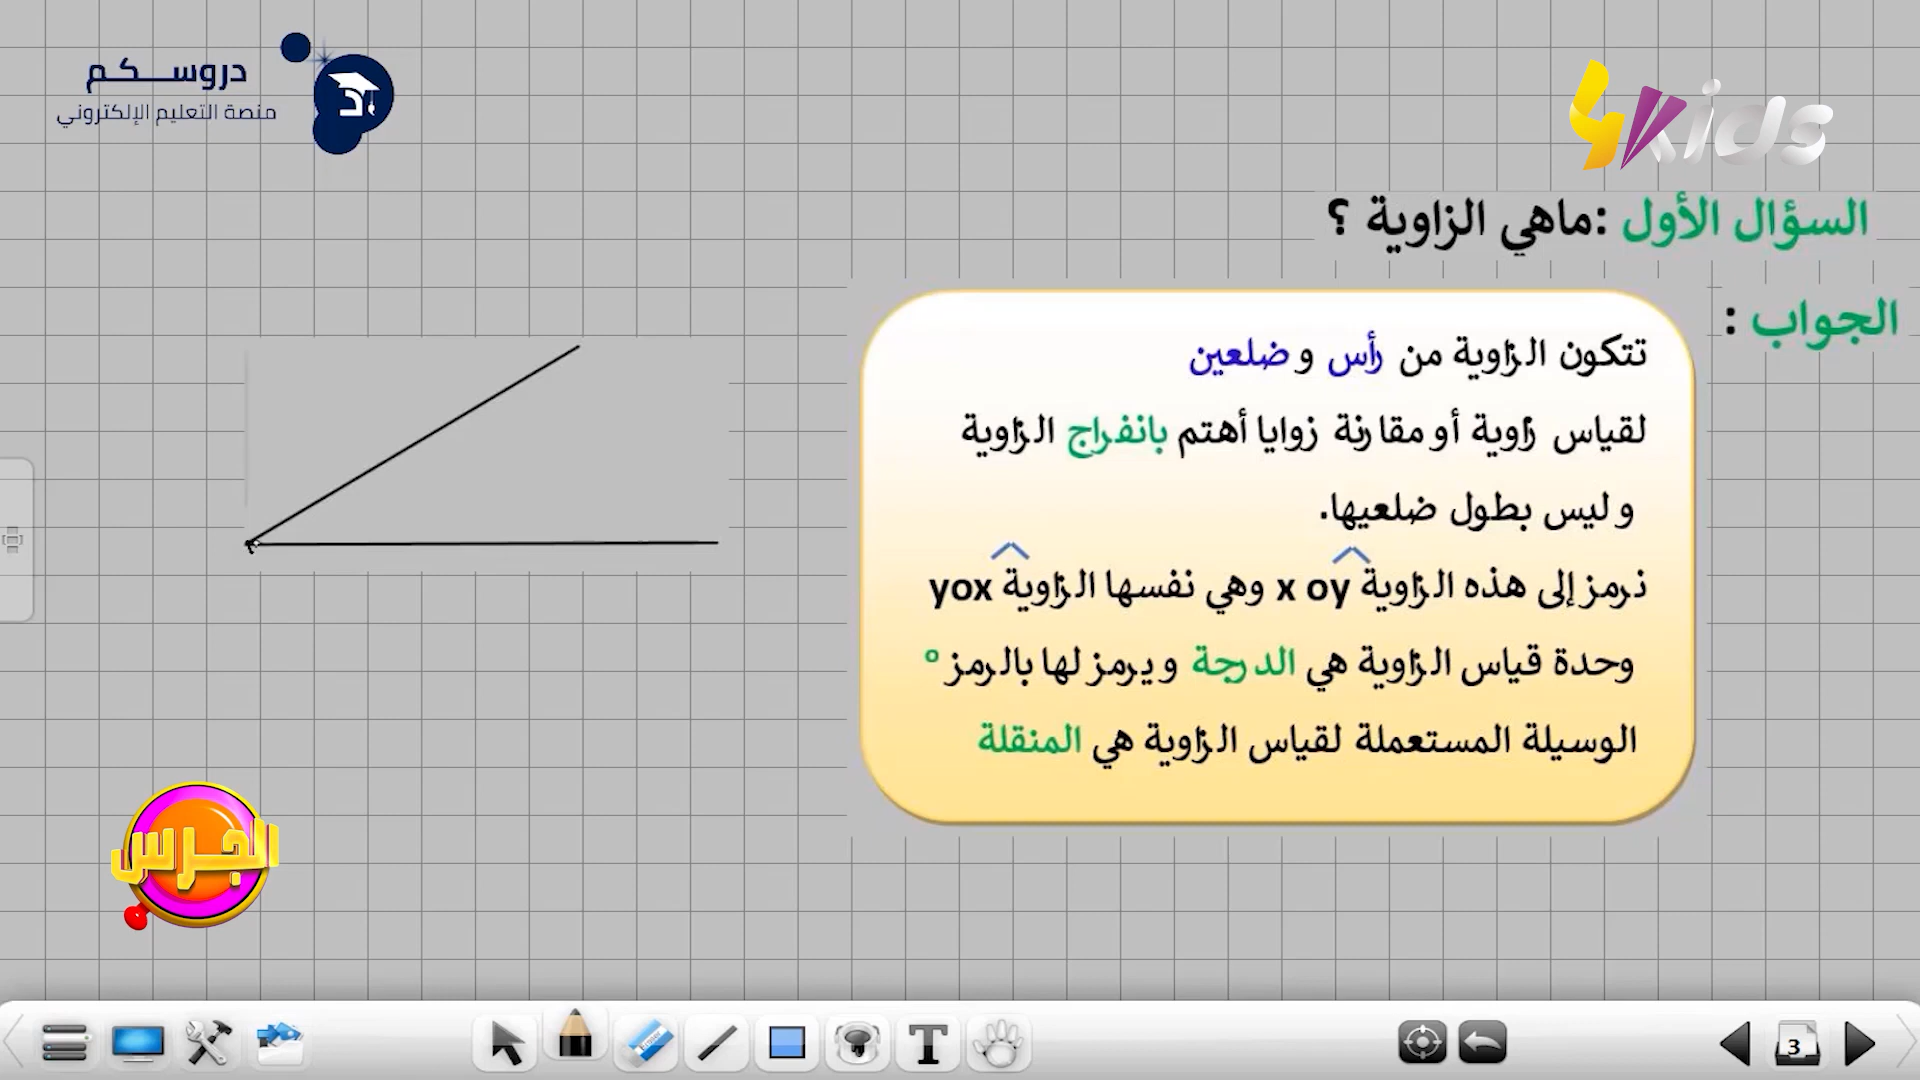 دروسكم
منصة التعليم الإلكتروني
4Kids
السؤال الأول :ماهي الزاوية ؟
الجواب :
تتكون الزاوية من رأس و ضلعين
لقياس زاوية أو مقارنة زوايا أهتم بانفراج الزاوية
و ليس بطول ضلعيها.
نرمز إلى هذه الزاوية x oy وهي نفسها الزاوية yox
وحدة قياس الزاوية هي الدرجة و يرمز لها بالرمز °
الوسيلة المستعملة لقياس الزاوية هي المنقلة
الجرس
T
3